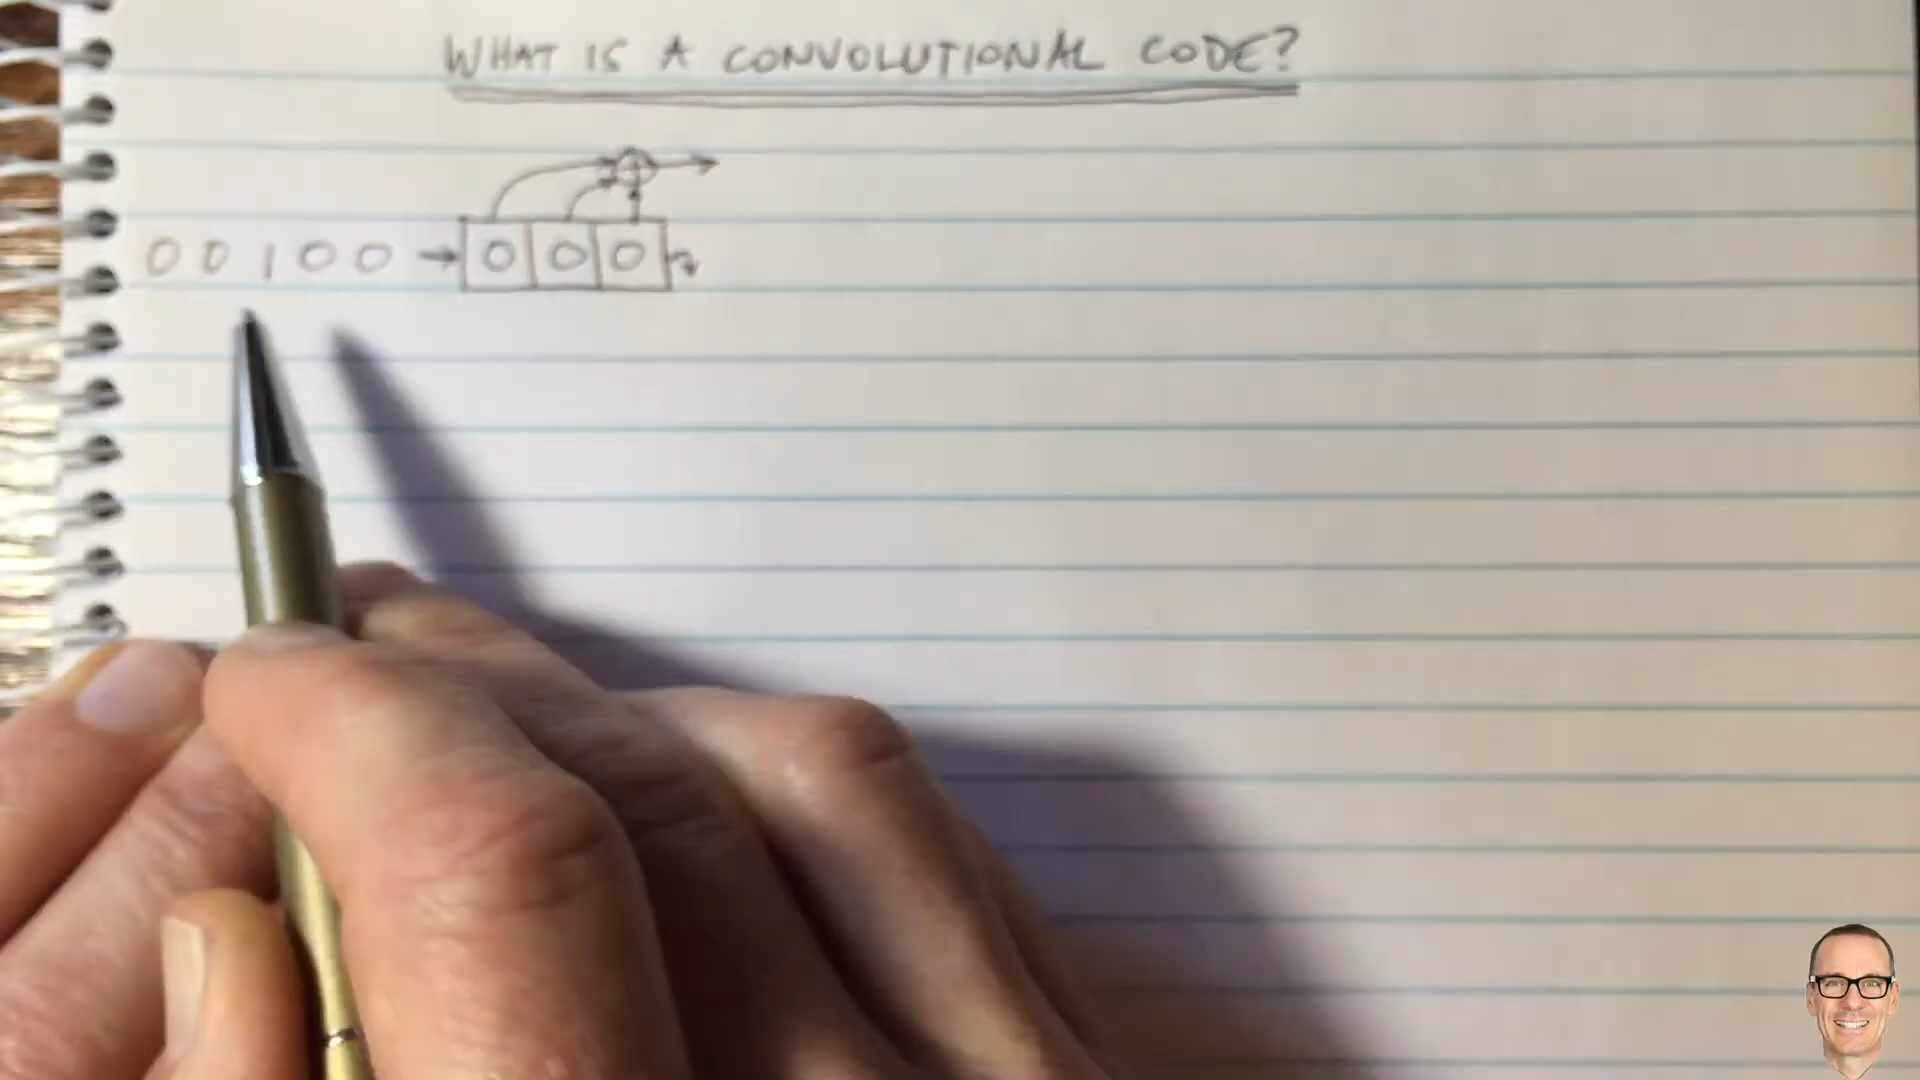 WHAT IS A CONVOLUTIONAL CODE?
0 0 1 0 0 → 0 0 0